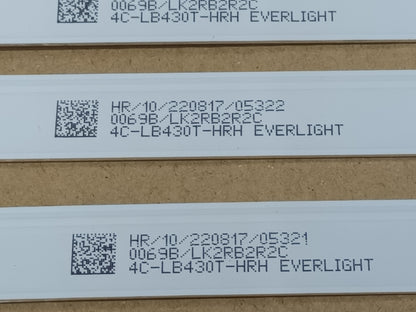 0069B/LK2RB2R2C
4C-LB430T-HRH EVERLIGHT
HR/10/220817/05322
0069B/LK2RB2R2C
4C-LB430T-HRH EVERLIGHT
HR/10/220817/05321
0069B/LK2RB2R2C
4C-LB430T-HRH EVERLIGHT